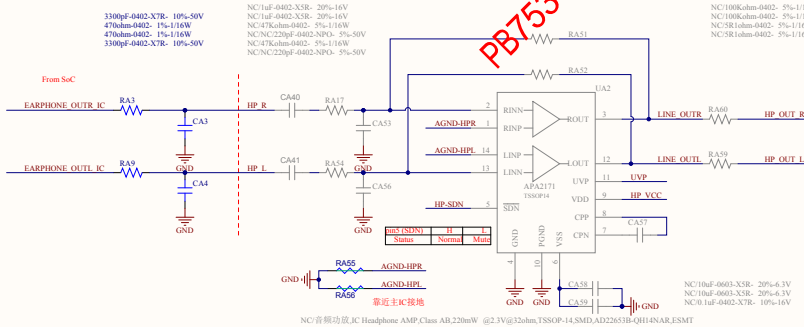 3300pF-0402-X7R- 10%-50V
470ohm-0402- 1%-1/16W
470ohm-0402- 1%-1/16W
3300pF-0402-X7R- 10%-50V
NC/1uF-0402-X5R- 20%-16V
NC/1uF-0402-X5R- 20%-16V
NC/47Kohm-0402- 5%-1/16W
NC/NC/220pF-0402-NPO- 5%-50V
NC/47Kohm-0402- 5%-1/16W
NC/NC/220pF-0402-NPO- 5%-50V
PB753
NC/100Kohm-0402- 5%-1/16
NC/100Kohm-0402- 5%-1/16
NC/5R1ohm-0402- 5%-1/16
NC/5R1ohm-0402- 5%-1/16
RA51
RA52
From SoC
EARPHONE_OUTR_IC
RA3
HP_R
CA40
RA17
CA3
CA53
GND
GND
EARPHONE_OUTL_IC
RA9
HP_L
CA41
RA54
CA4
CA56
GND
GND
UA2
2
RINN
1
RINP
AGND-HPR
AGND-HPL
14
LINP
13
LINN
HP-SDN
5
SDN
ROUT
3
LINE_OUTR
RA60
HP_OUT_R
LOUT
12
LINE_OUTL
RA59
HP_OUT_L
APA2171
TSSOP14
UVP
11
UVP
VDD
9
HP_VCC
CPP
8
CA57
CPN
7
GND
PGND
VSS
4
10
6
GND
GND
pin5 (SDN) H L
Status Normal Mute
RA55
AGND-HPR
GND
RA56
AGND-HPL
靠近主IC接地
CA58
CA59
GND
NC/10uF-0603-X5R- 20%-6.3V
NC/10uF-0603-X5R- 20%-6.3V
NC/0.1uF-0402-X7R- 10%-16V
NC/音频功放,IC Headphone AMP,Class AB,220mW @2.3V@32ohm,TSSOP-14,SMD,AD22653B-QH14NAR,ESMT